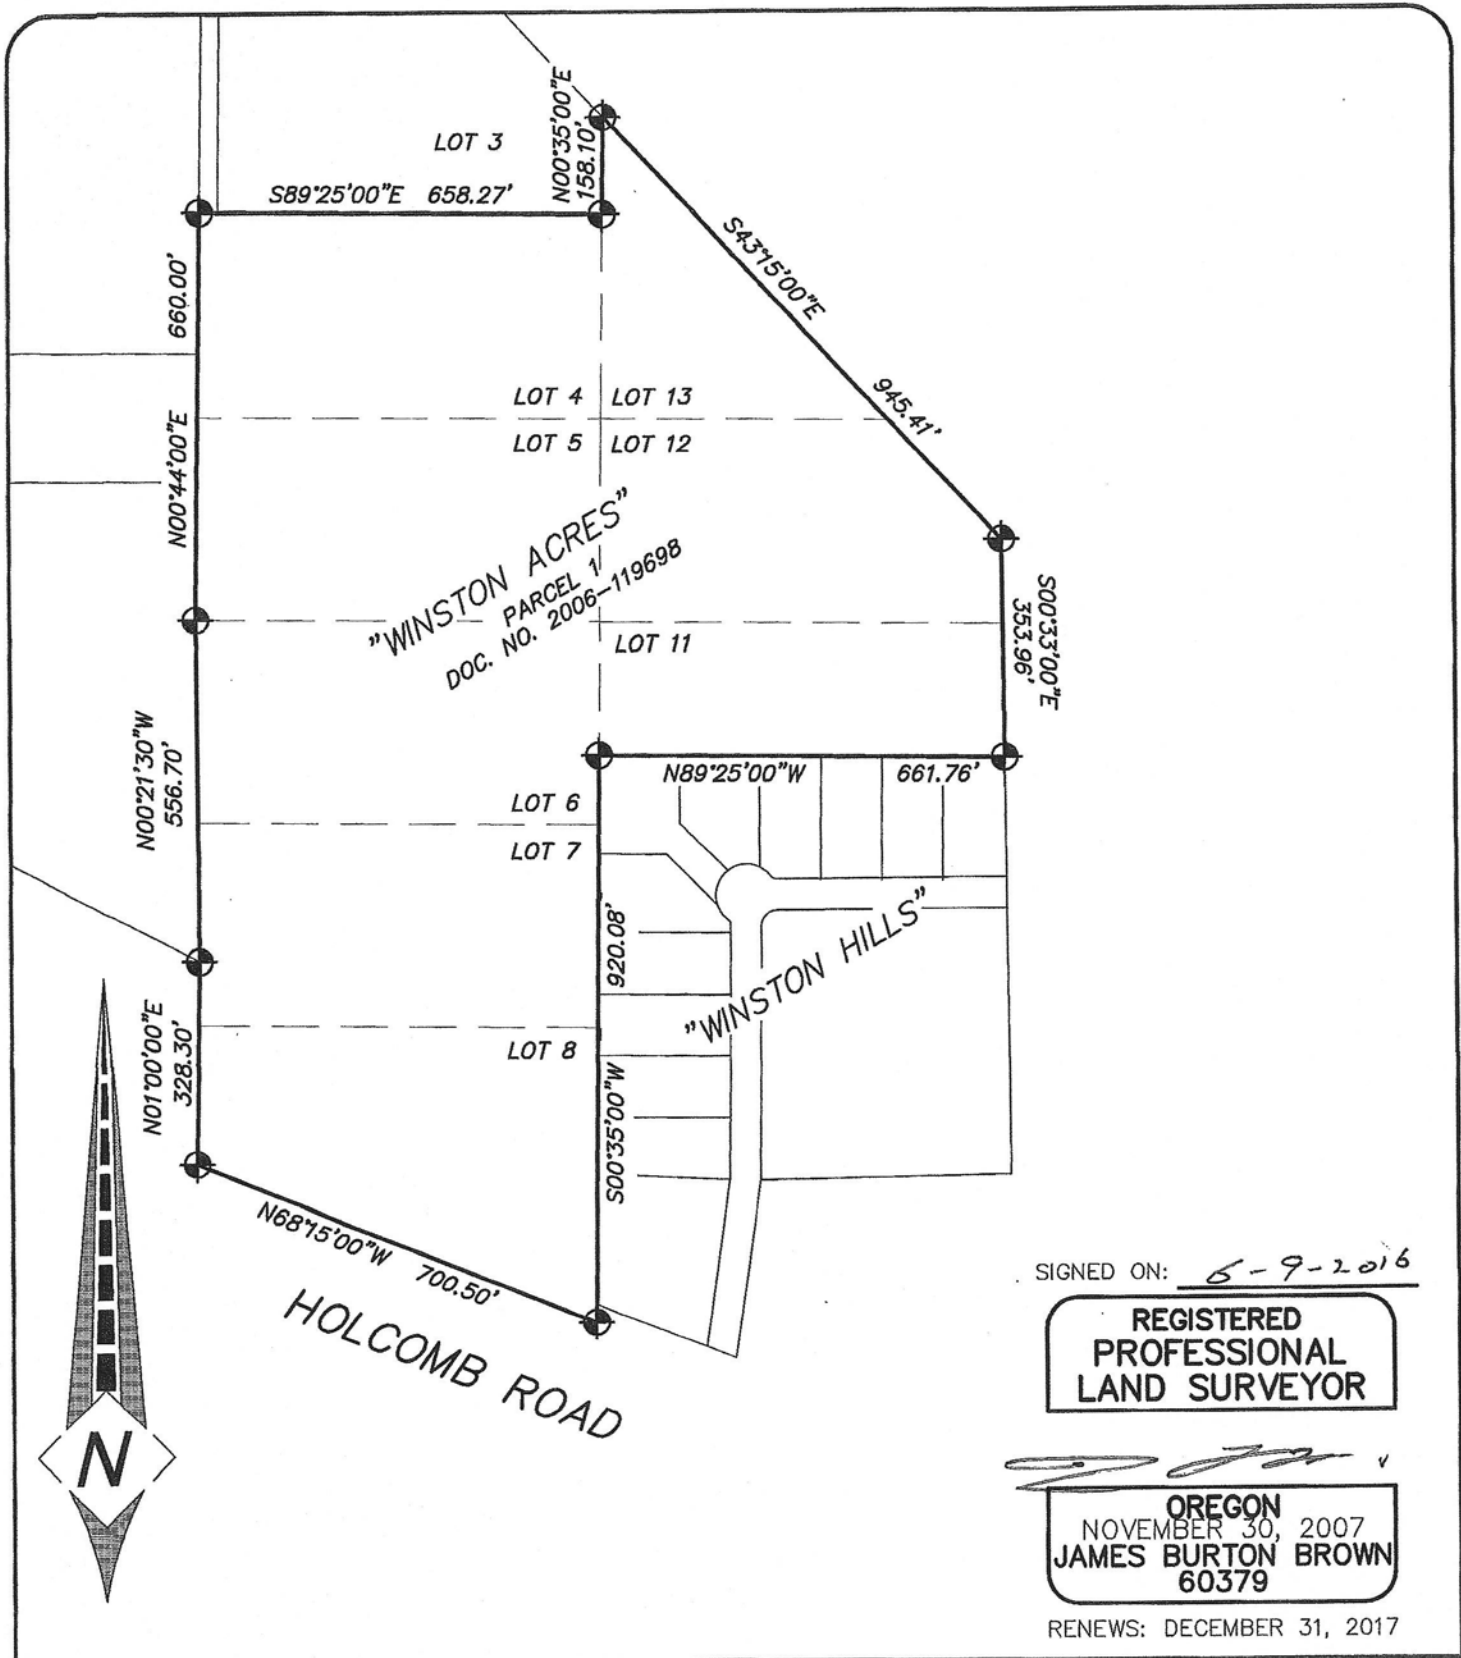 LOT 3
N00°35'00"E
158.10'
S89°25'00"E 658.27'
S43°15'00"E
945.41'
660.00'
N00°44'00"E
LOT 4 LOT 13
LOT 5 LOT 12
"WINSTON ACRES"
PARCEL 1
DOC. NO. 2006-119698
LOT 11
S00°33'00"E
353.96'
N00°21'30"W
556.70'
N89°25'00"W 661.76'
LOT 6
LOT 7
920.08'
"WINSTON HILLS"
N01°00'00"E
328.30'
LOT 8
S00°35'00"W
N68°15'00"W 700.50'
HOLCOMB ROAD
N
SIGNED ON: 6-9-2016
REGISTERED
PROFESSIONAL
LAND SURVEYOR
OREGON
NOVEMBER 30, 2007
JAMES BURTON BROWN
60379
RENEWS: DECEMBER 31, 2017